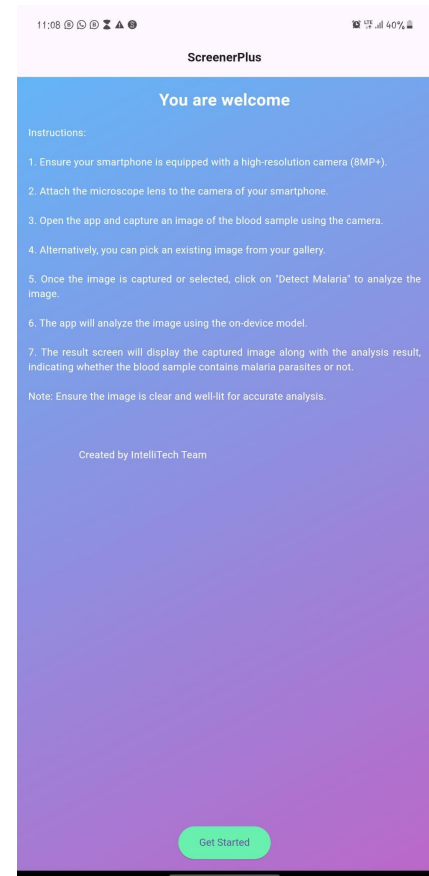 11:08
LTE 40%
ScreenerPlus
You are welcome
Instructions:
1. Ensure your smartphone is equipped with a high-resolution camera (8MP+).
2. Attach the microscope lens to the camera of your smartphone.
3. Open the app and capture an image of the blood sample using the camera.
4. Alternatively, you can pick an existing image from your gallery.
5. Once the image is captured or selected, click on "Detect Malaria" to analyze the
image.
6. The app will analyze the image using the on-device model.
7. The result screen will display the captured image along with the analysis result,
indicating whether the blood sample contains malaria parasites or not.
Note: Ensure the image is clear and well-lit for accurate analysis.
Created by IntelliTech Team
Get Started